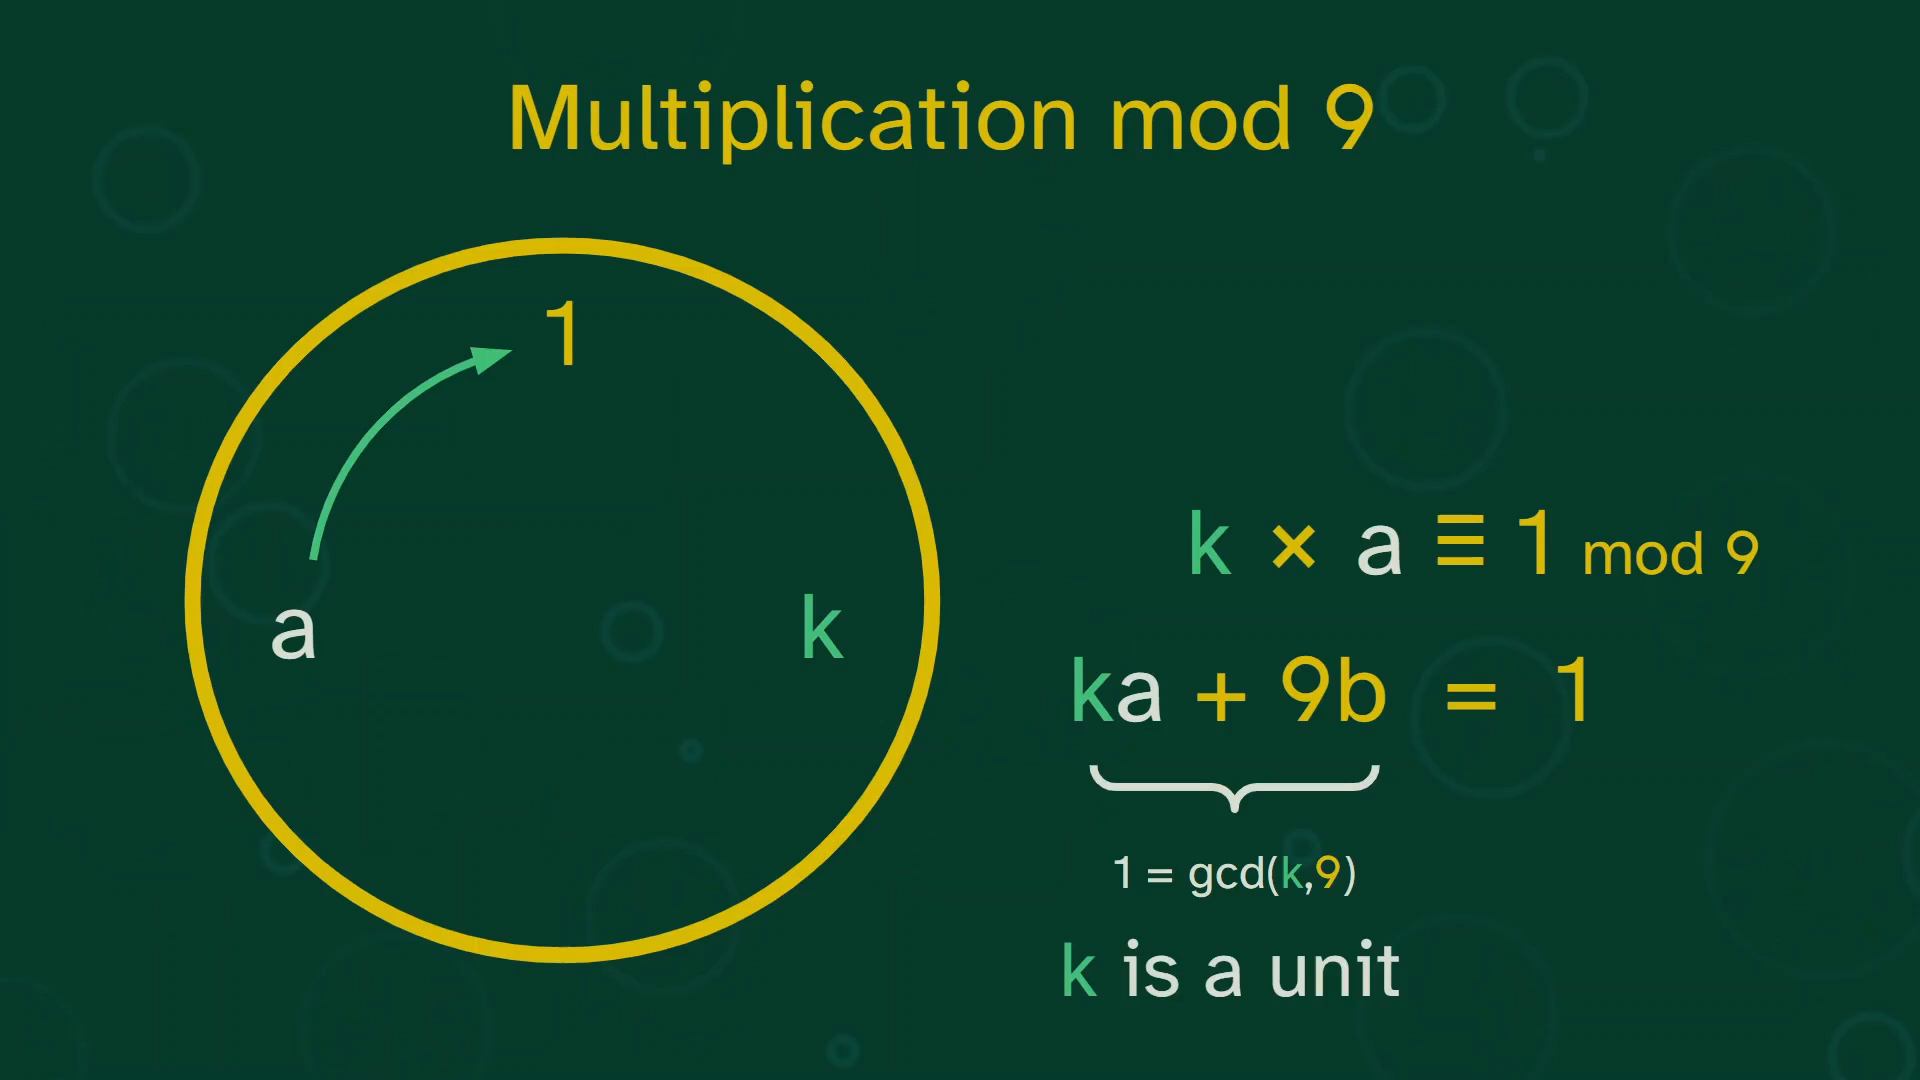 Multiplication mod 9
1
a
k
k × a ≡ 1 mod 9
ka + 9b = 1
1 = gcd(k,9)
k is a unit